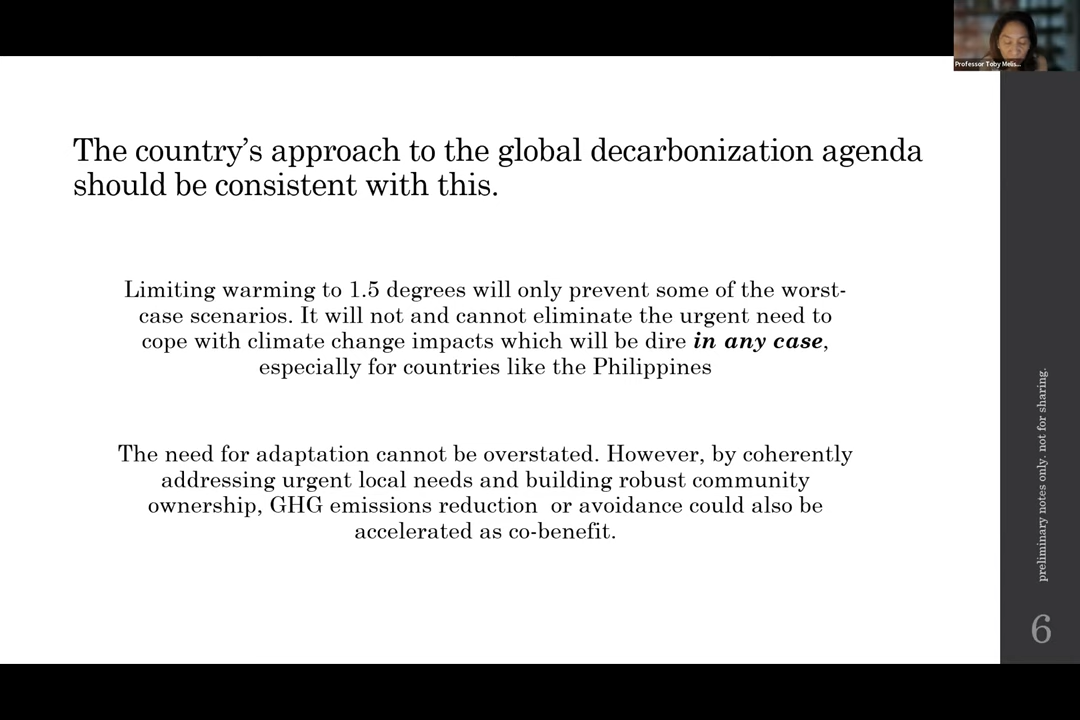 Professor Toby Melis...
The country’s approach to the global decarbonization agenda
should be consistent with this.
Limiting warming to 1.5 degrees will only prevent some of the worst-
case scenarios. It will not and cannot eliminate the urgent need to
cope with climate change impacts which will be dire in any case,
especially for countries like the Philippines
The need for adaptation cannot be overstated. However, by coherently
addressing urgent local needs and building robust community
ownership, GHG emissions reduction  or avoidance could also be
accelerated as co-benefit.
preliminary notes only. not for sharing.
6